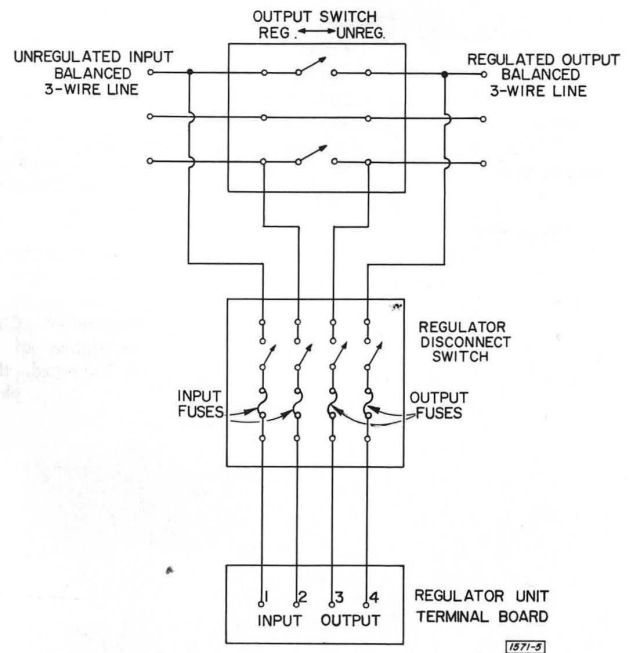 OUTPUT SWITCH
REG. UNREG.
UNREGULATED INPUT
BALANCED
3-WIRE LINE
REGULATED OUTPUT
BALANCED
3-WIRE LINE
REGULATOR
DISCONNECT
SWITCH
INPUT
FUSES
OUTPUT
FUSES
1 2 3 4
INPUT OUTPUT
REGULATOR UNIT
TERMINAL BOARD
1571-5